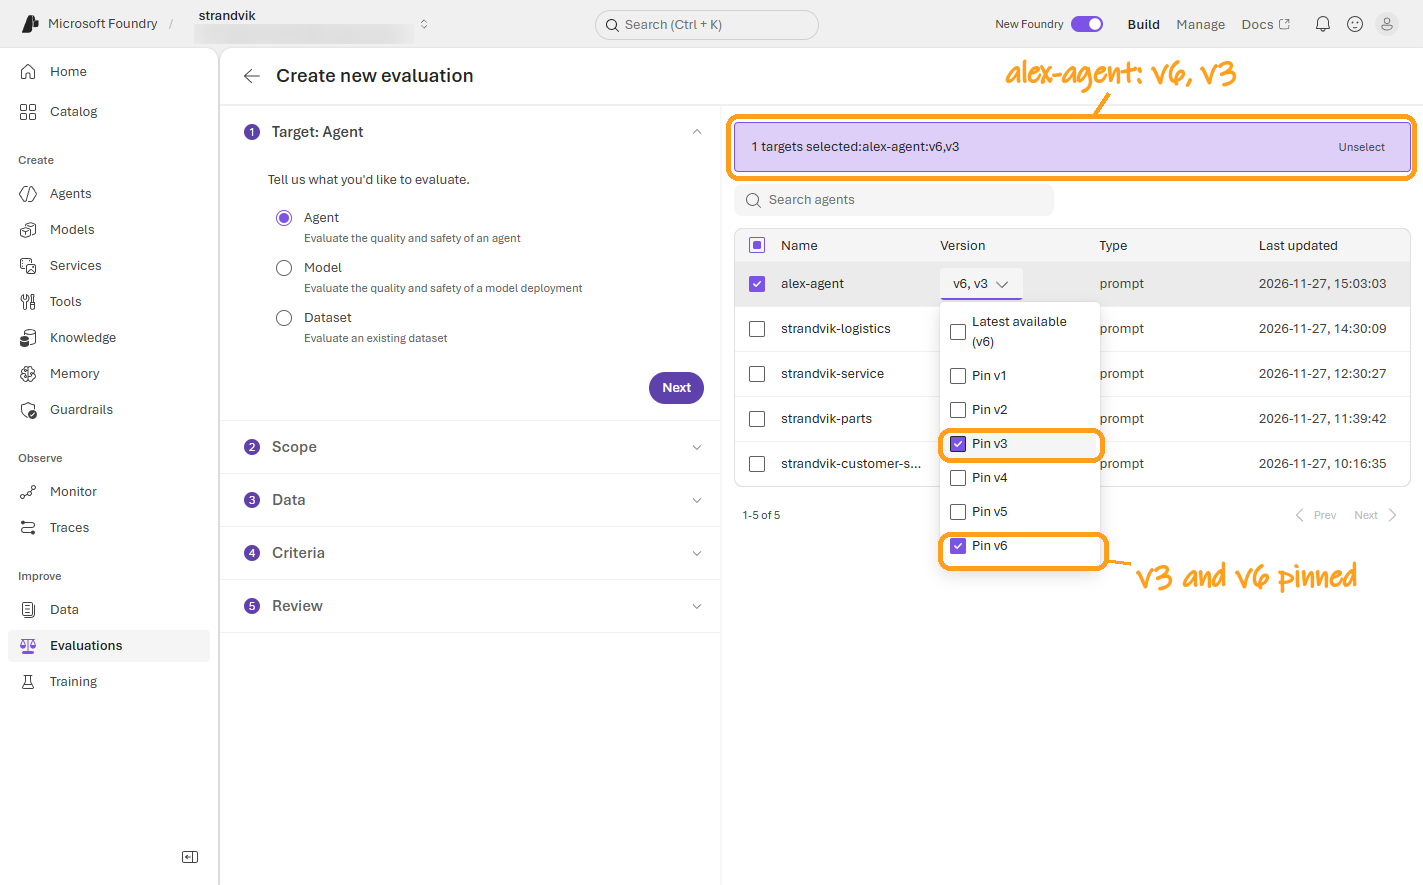 Microsoft Foundry / strandvik
Search (Ctrl + K)
New Foundry
Build
Manage
Docs
alex-agent: v6, v3
Home
Catalog
Create
Agents
Models
Services
Tools
Knowledge
Memory
Guardrails
Observe
Monitor
Traces
Improve
Data
Evaluations
Training
Create new evaluation
1 Target: Agent
Tell us what you'd like to evaluate.
Agent
Evaluate the quality and safety of an agent
Model
Evaluate the quality and safety of a model deployment
Dataset
Evaluate an existing dataset
Next
2 Scope
3 Data
4 Criteria
5 Review
1 targets selected:alex-agent:v6,v3
Unselect
Search agents
Name Version Type Last updated
alex-agent v6, v3 prompt 2026-11-27, 15:03:03
strandvik-logistics prompt 2026-11-27, 14:30:09
strandvik-service prompt 2026-11-27, 12:30:27
strandvik-parts prompt 2026-11-27, 11:39:42
strandvik-customer-s... prompt 2026-11-27, 10:16:35
Latest available
(v6)
Pin v1
Pin v2
Pin v3
Pin v4
Pin v5
Pin v6
1-5 of 5
Prev Next
v3 and v6 pinned